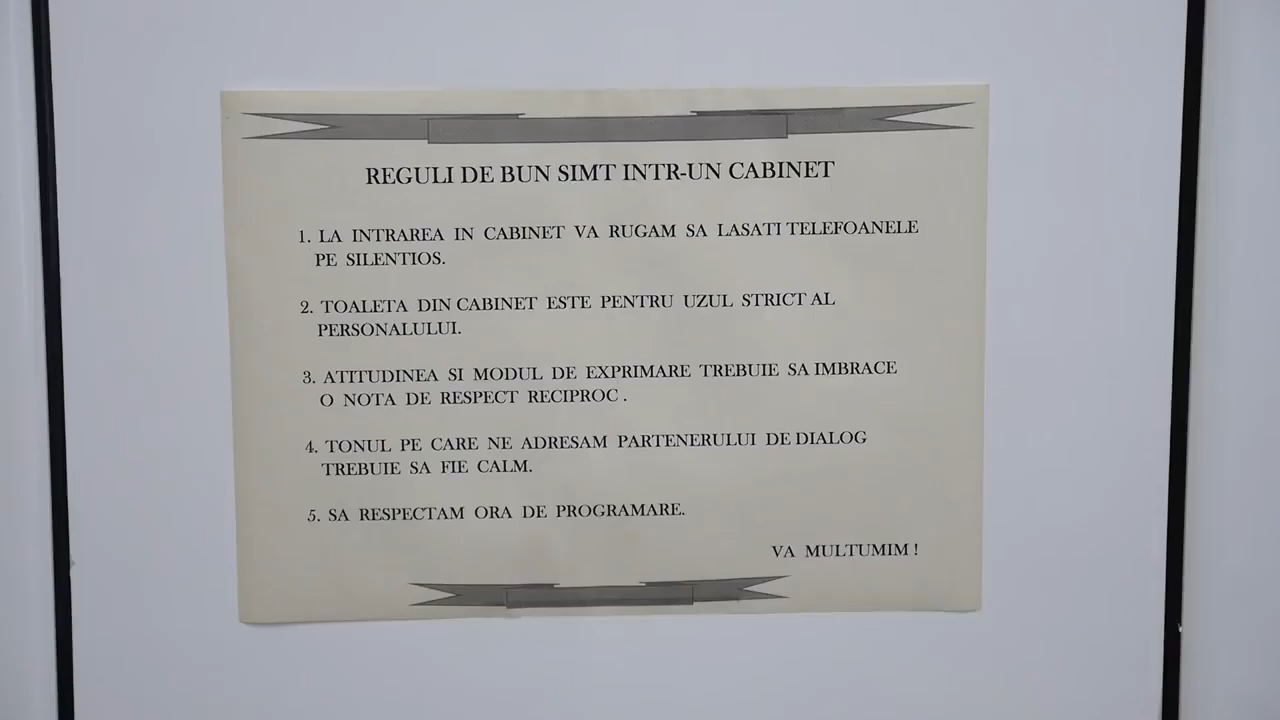 REGULI DE BUN SIMT INTR-UN CABINET
1. LA INTRAREA IN CABINET VA RUGAM SA LASATI TELEFOANELE
PE SILENTIOS.
2. TOALETA DIN CABINET ESTE PENTRU UZUL STRICT AL
PERSONALULUI.
3. ATITUDINEA SI MODUL DE EXPRIMARE TREBUIE SA IMBRACE
O NOTA DE RESPECT RECIPROC .
4. TONUL PE CARE NE ADRESAM PARTENERULUI DE DIALOG
TREBUIE SA FIE CALM.
5. SA RESPECTAM ORA DE PROGRAMARE.
VA MULTUMIM !